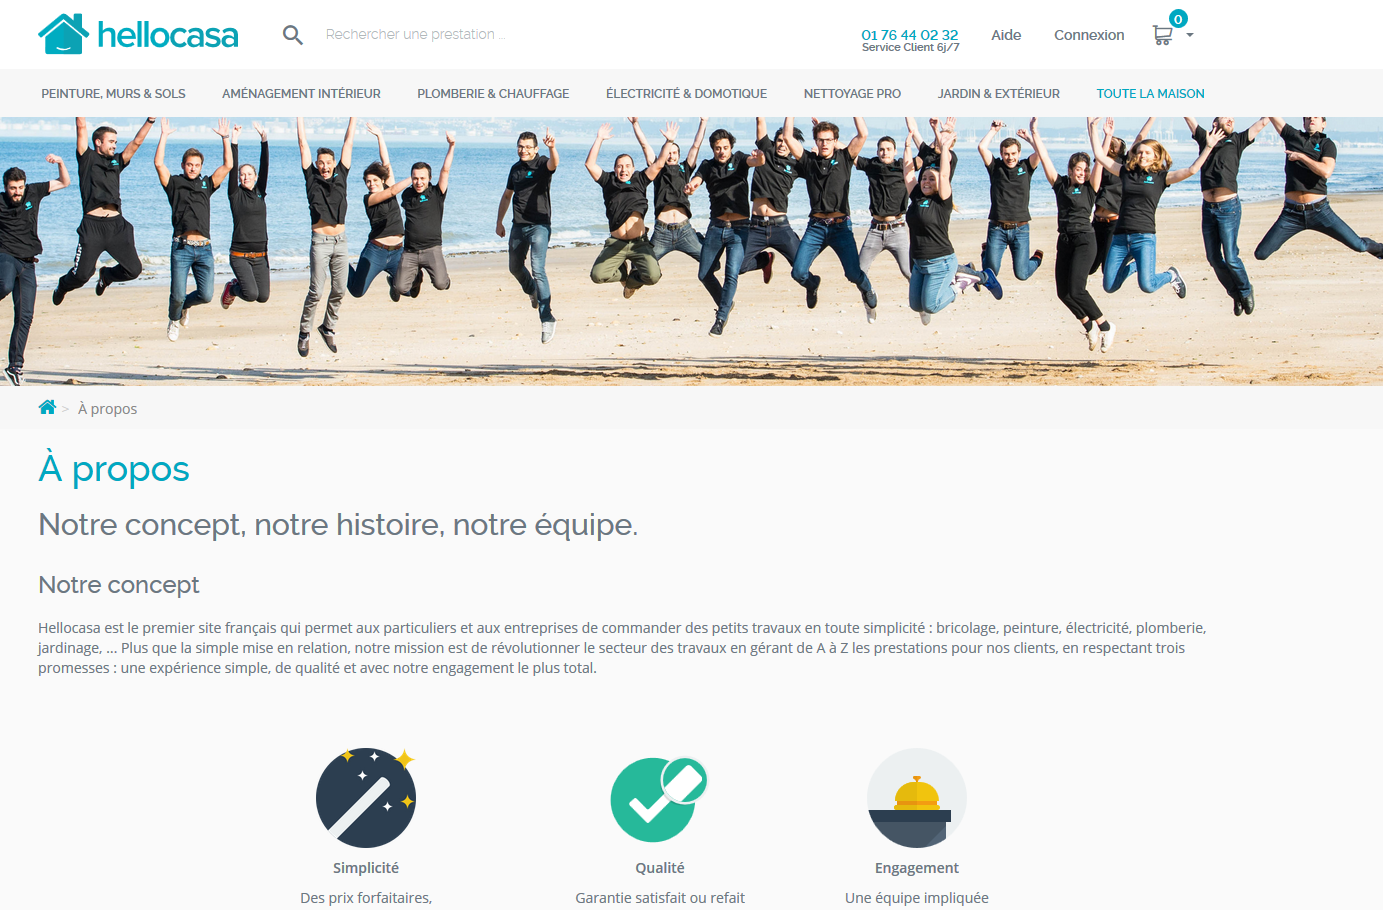 hellocasa
Rechercher une prestation ...
01 76 44 02 32
Service Client 6j/7
Aide
Connexion
0
PEINTURE, MURS & SOLS
AMÉNAGEMENT INTÉRIEUR
PLOMBERIE & CHAUFFAGE
ÉLECTRICITÉ & DOMOTIQUE
NETTOYAGE PRO
JARDIN & EXTÉRIEUR
TOUTE LA MAISON
> À propos
À propos
Notre concept, notre histoire, notre équipe.
Notre concept
Hellocasa est le premier site français qui permet aux particuliers et aux entreprises de commander des petits travaux en toute simplicité : bricolage, peinture, électricité, plomberie,
jardinage, ... Plus que la simple mise en relation, notre mission est de révolutionner le secteur des travaux en gérant de A à Z les prestations pour nos clients, en respectant trois
promesses : une expérience simple, de qualité et avec notre engagement le plus total.
Simplicité
Qualité
Engagement
Des prix forfaitaires,
Garantie satisfait ou refait
Une équipe impliquée